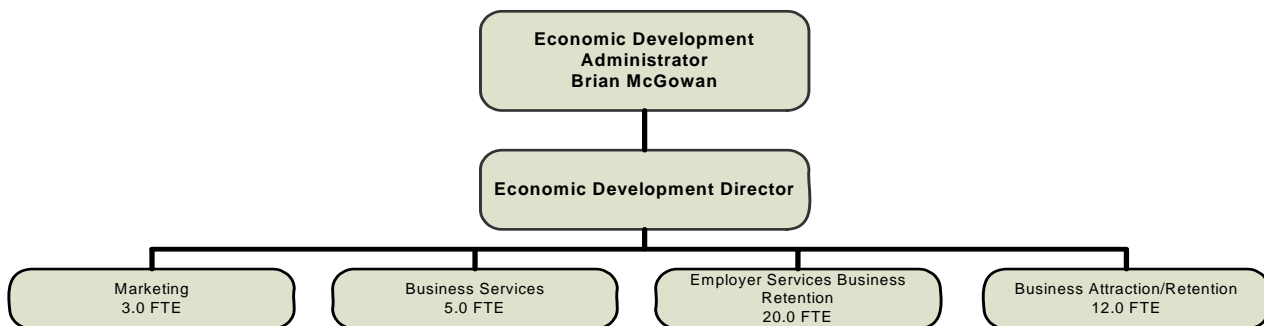 Economic Development
Administrator
Brian McGowan
Economic Development Director
Marketing
3.0 FTE
Business Services
5.0 FTE
Employer Services Business
Retention
20.0 FTE
Business Attraction/Retention
12.0 FTE